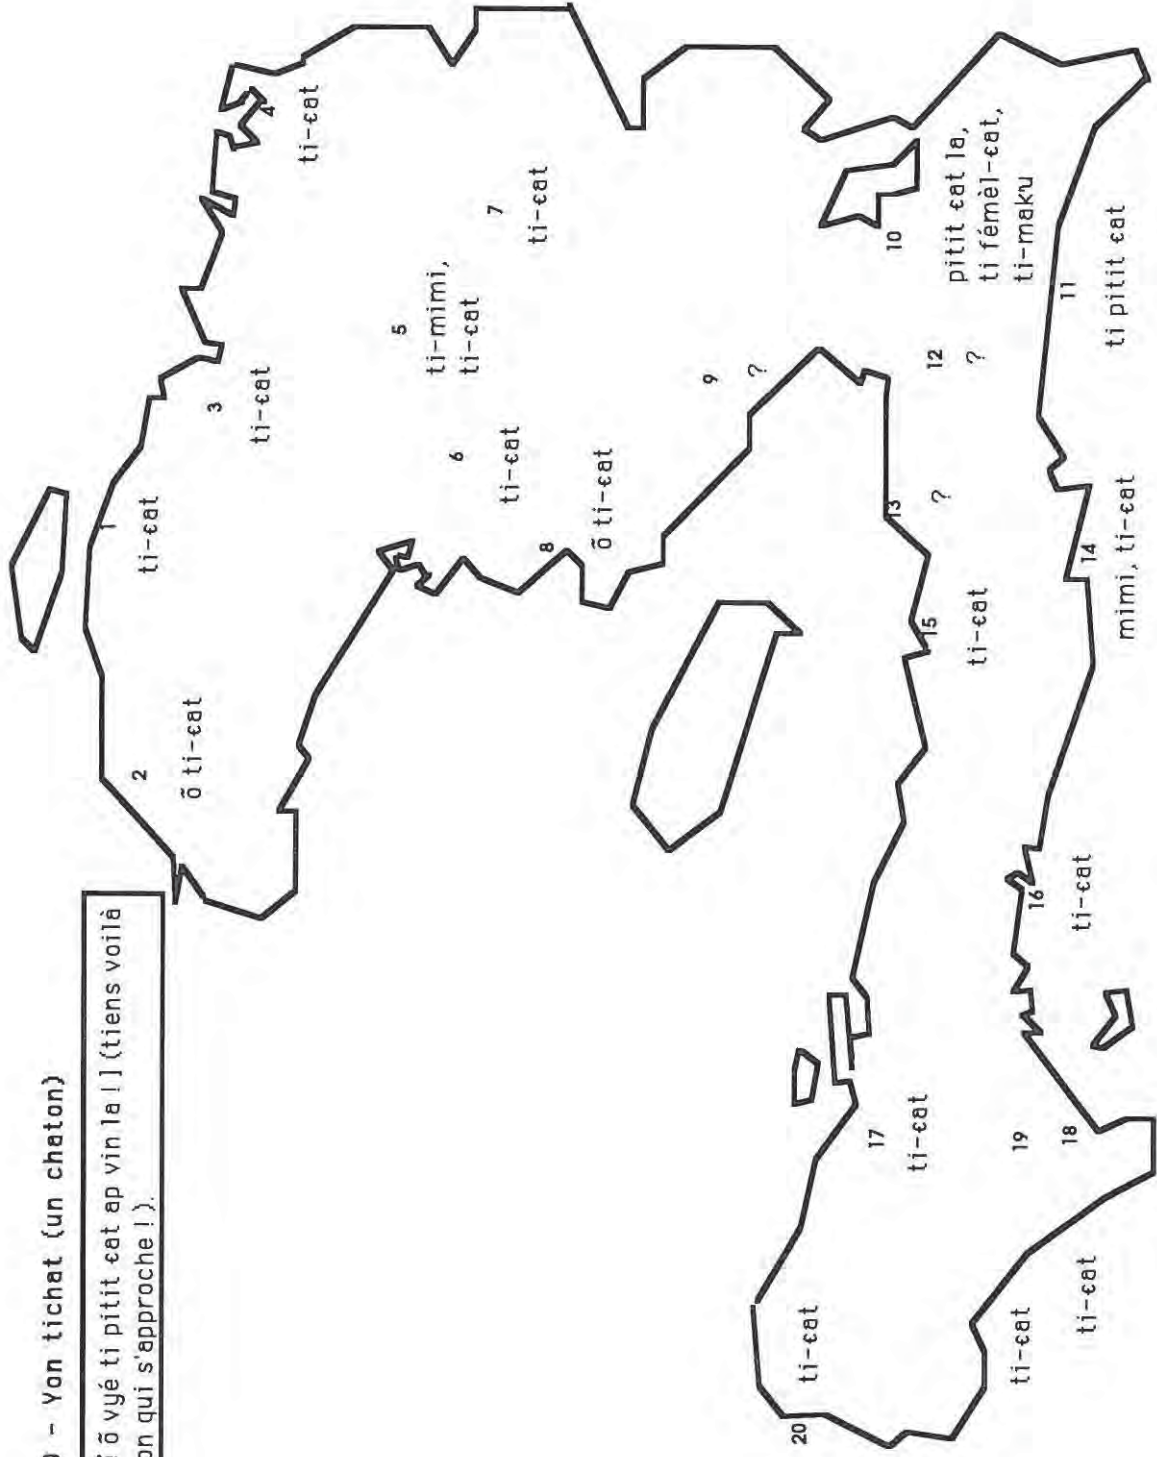 – Yon tichat (un chaton)
õ vyé ti pitit ɛat ap vin la ! ] (tiens voilà
qui s'approche ! ).
1
ti-ɛat
2
õ ti-ɛat
3
ti-ɛat
4
ti-ɛat
5
ti-mimi,
ti-ɛat
6
ti-ɛat
7
ti-ɛat
8
õ ti-ɛat
9
?
10
pitit ɛat la,
ti fémèl-ɛat,
ti-maku
11
ti pitit ɛat
12
?
13
?
14
mimi, ti-ɛat
15
ti-ɛat
16
ti-ɛat
17
ti-ɛat
18
ti-ɛat
19
ti-ɛat
20
ti-ɛat